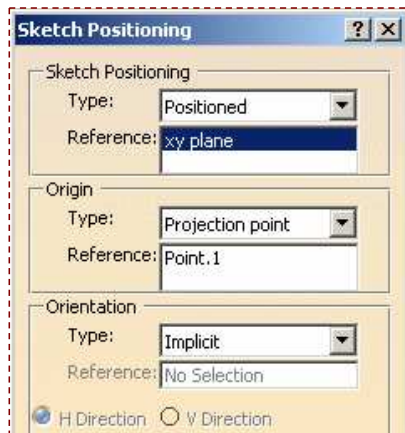 Sketch Positioning
Sketch Positioning
Type: Positioned
Reference: xy plane
Origin
Type: Projection point
Reference: Point.1
Orientation
Type: Implicit
Reference: No Selection
H Direction V Direction